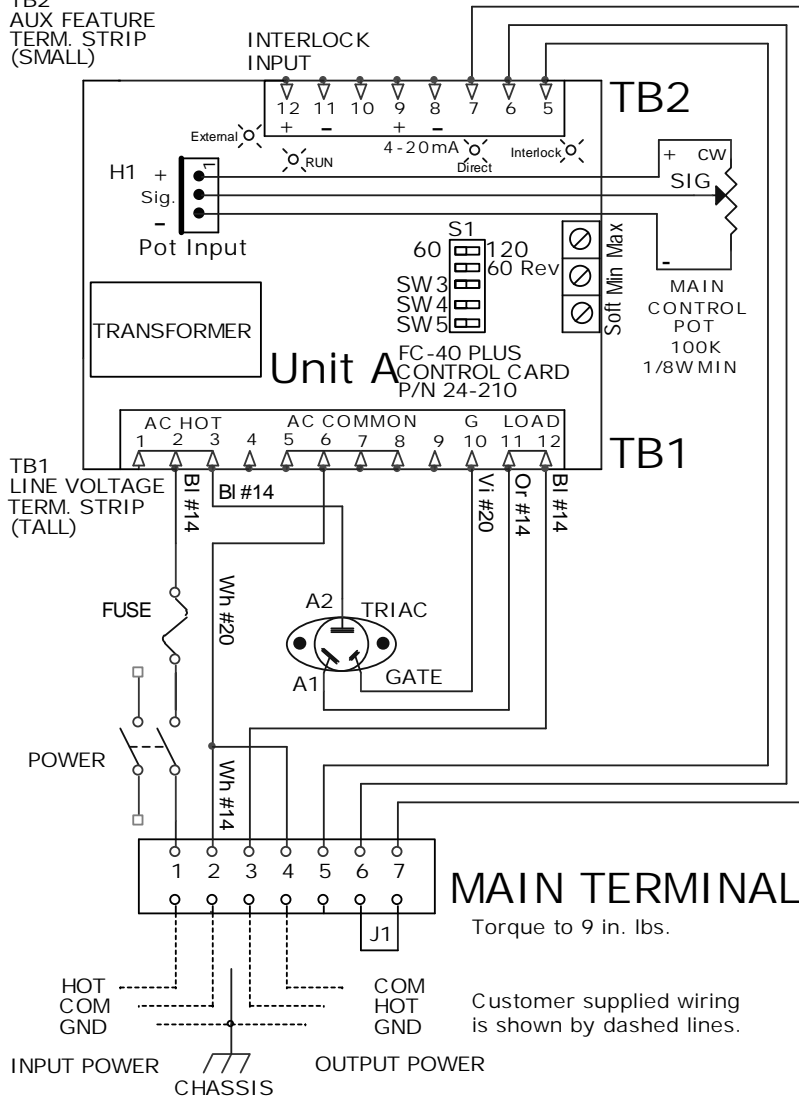 TB2
AUX FEATURE
TERM. STRIP
(SMALL)
INTERLOCK
INPUT
12 11 10 9 8 7 6 5
+ - + -
4-20mA
TB2
External
RUN
Direct
Interlock
H1 +
Sig.
-
1
Pot Input
+ CW
SIG
-
MAIN
CONTROL
POT
100K
1/8W MIN
S1
60 120
60 Rev
SW3
SW4
SW5
Soft Min Max
TRANSFORMER
Unit A
FC-40 PLUS
CONTROL CARD
P/N 24-210
AC HOT AC COMMON G LOAD
1 2 3 4 5 6 7 8 9 10 11 12
TB1
TB1
LINE VOLTAGE
TERM. STRIP
(TALL)
Bl #14
Bl #14
Vi #20
Or #14
Bl #14
Wh #20
FUSE
A2
TRIAC
A1
GATE
POWER
Wh #14
1 2 3 4 5 6 7
J1
MAIN TERMINAL
Torque to 9 in. lbs.
HOT
COM
GND
COM
HOT
GND
Customer supplied wiring
is shown by dashed lines.
INPUT POWER
OUTPUT POWER
CHASSIS